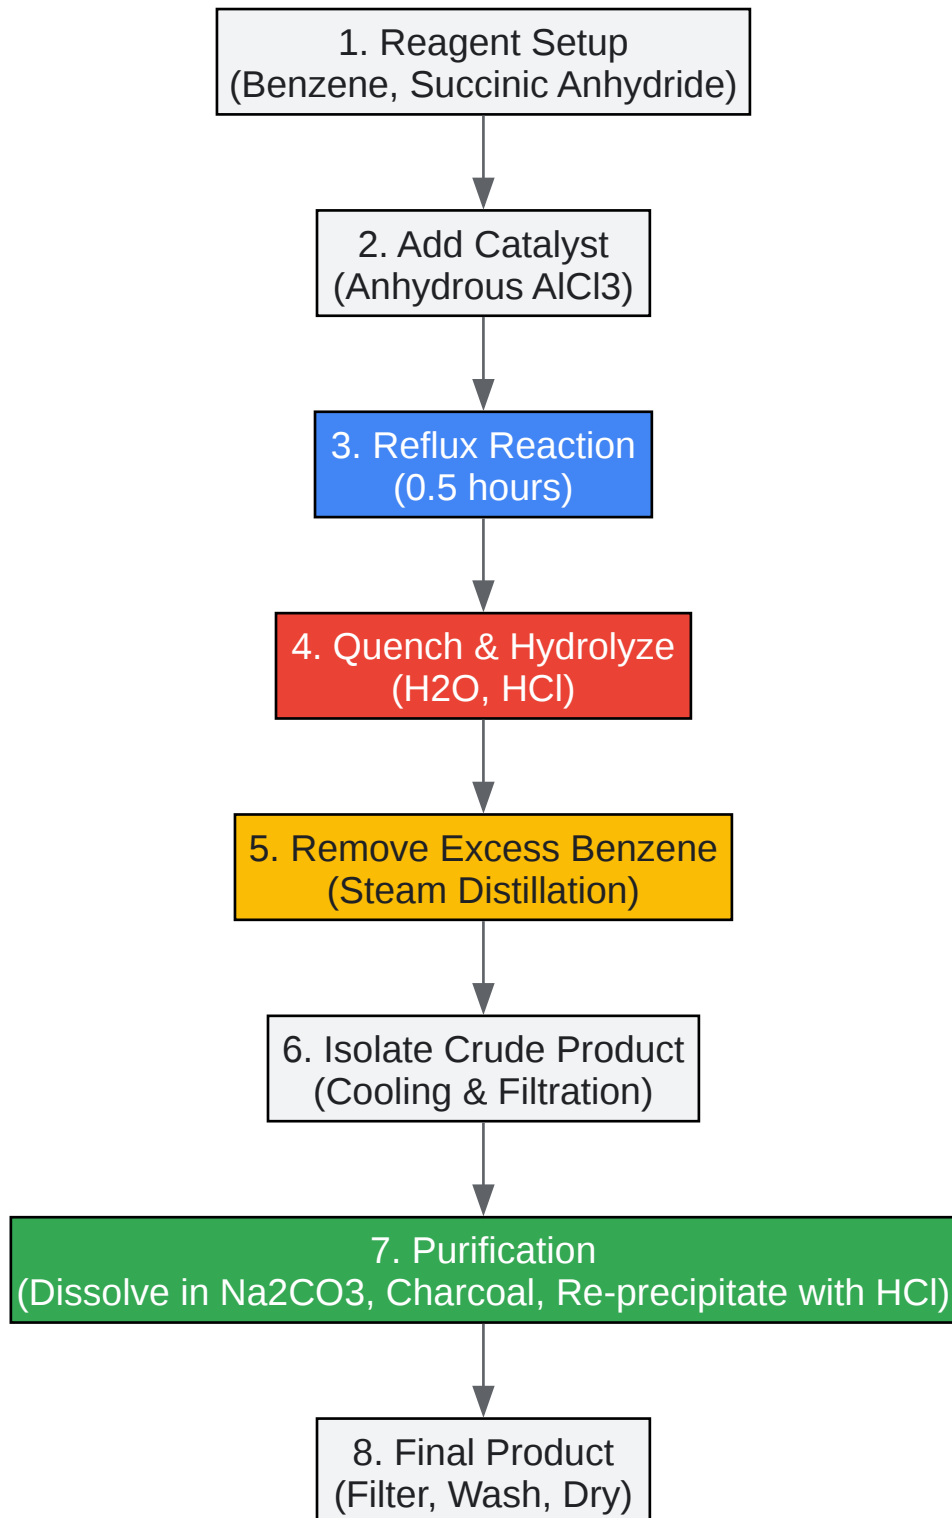 1. Reagent Setup
(Benzene, Succinic Anhydride)
2. Add Catalyst
(Anhydrous AlCl3)
3. Reflux Reaction
(0.5 hours)
4. Quench & Hydrolyze
(H2O, HCl)
5. Remove Excess Benzene
(Steam Distillation)
6. Isolate Crude Product
(Cooling & Filtration)
7. Purification
(Dissolve in Na2CO3, Charcoal, Re-precipitate with HCl)
8. Final Product
(Filter, Wash, Dry)